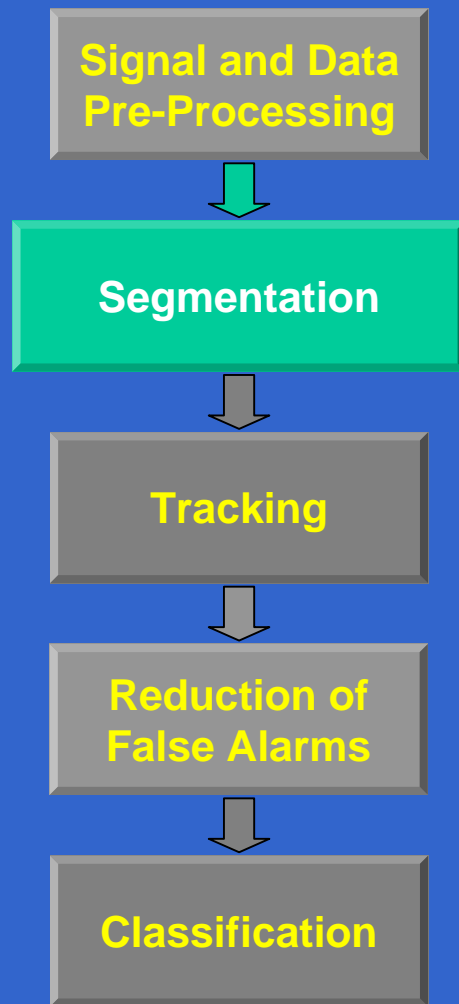 Signal and Data
Pre-Processing
Segmentation
Tracking
Reduction of
False Alarms
Classification